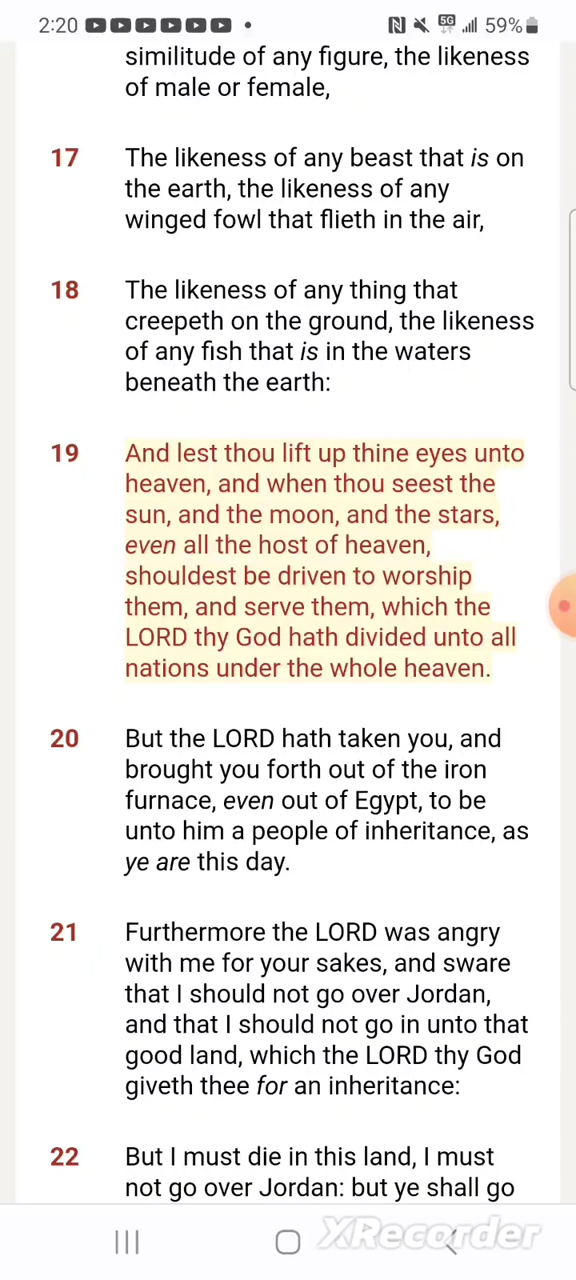 2:20 5G 59%
similitude of any figure, the likeness
of male or female,
17 The likeness of any beast that is on
the earth, the likeness of any
winged fowl that flieth in the air,
18 The likeness of any thing that
creepeth on the ground, the likeness
of any fish that is in the waters
beneath the earth:
19 And lest thou lift up thine eyes unto
heaven, and when thou seest the
sun, and the moon, and the stars,
even all the host of heaven,
shouldest be driven to worship
them, and serve them, which the
LORD thy God hath divided unto all
nations under the whole heaven.
20 But the LORD hath taken you, and
brought you forth out of the iron
furnace, even out of Egypt, to be
unto him a people of inheritance, as
ye are this day.
21 Furthermore the LORD was angry
with me for your sakes, and sware
that I should not go over Jordan,
and that I should not go in unto that
good land, which the LORD thy God
giveth thee for an inheritance:
22 But I must die in this land, I must
not go over Jordan: but ye shall go
XRecorder